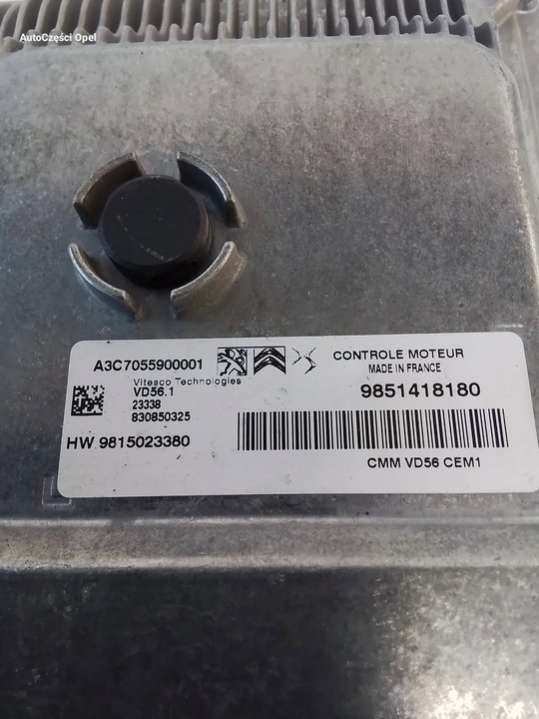 AutoCzęści Opel
A3C7055900001
Vitesco Technologies
VD56.1
23338
830850325
HW 9815023380
CONTROLE MOTEUR
MADE IN FRANCE
9851418180
CMM VD56 CEM1